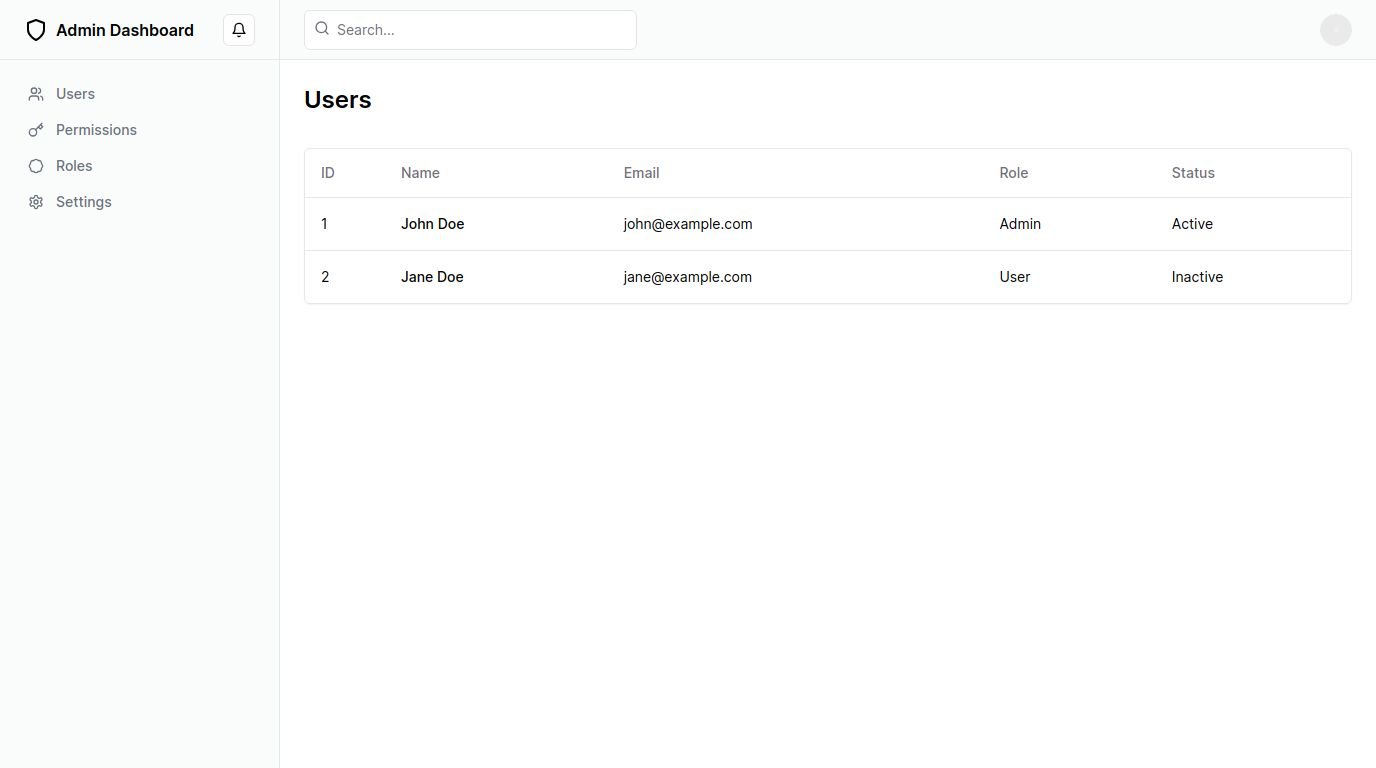 Admin Dashboard
Search...
Users
Permissions
Roles
Settings
Users
ID Name Email Role Status
1 John Doe john@example.com Admin Active
2 Jane Doe jane@example.com User Inactive